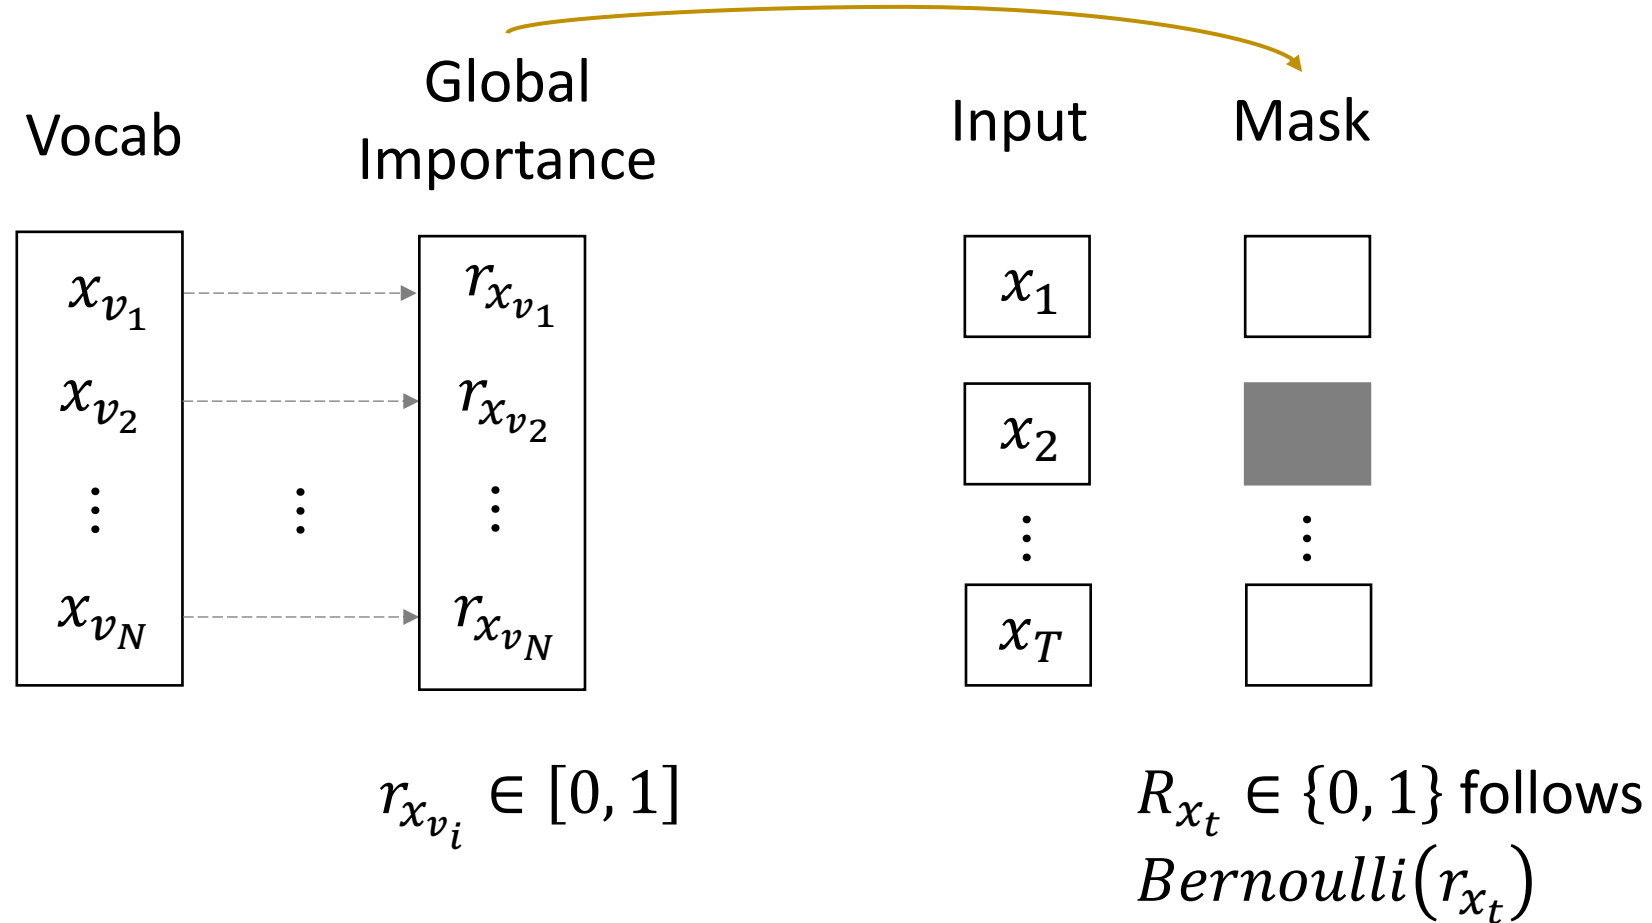 Vocab
Global
Importance
Input
Mask
x_{v_1}
r_{x_{v_1}}
x_1
x_{v_2}
r_{x_{v_2}}
x_2
⋮ ⋮ ⋮ ⋮ ⋮
x_{v_N}
r_{x_{v_N}}
x_T
r_{x_{v_i}} ∈ [0, 1]
R_{x_t} ∈ {0, 1} follows
Bernoulli(r_{x_t})